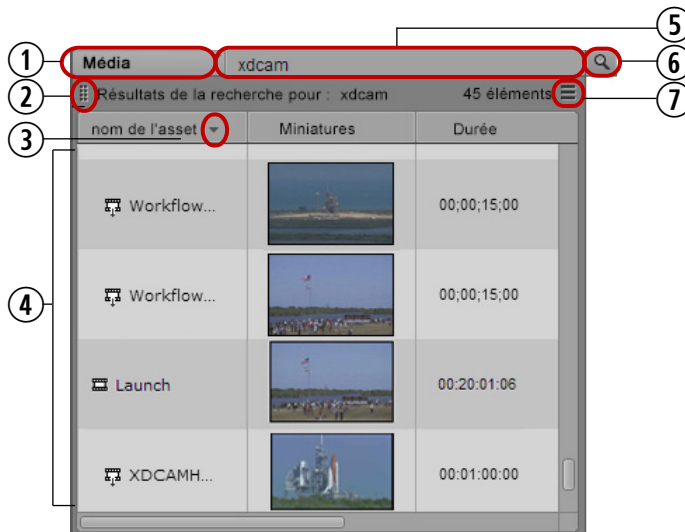 5
1 Média xdcam 6
2 Résultats de la recherche pour : xdcam 45 éléments 7
3 nom de l'asset Miniatures Durée
Workflow... 00;00;15;00
4 Workflow... 00;00;15;00
Launch 00:20:01:06
XDCAMH... 00:01:00:00